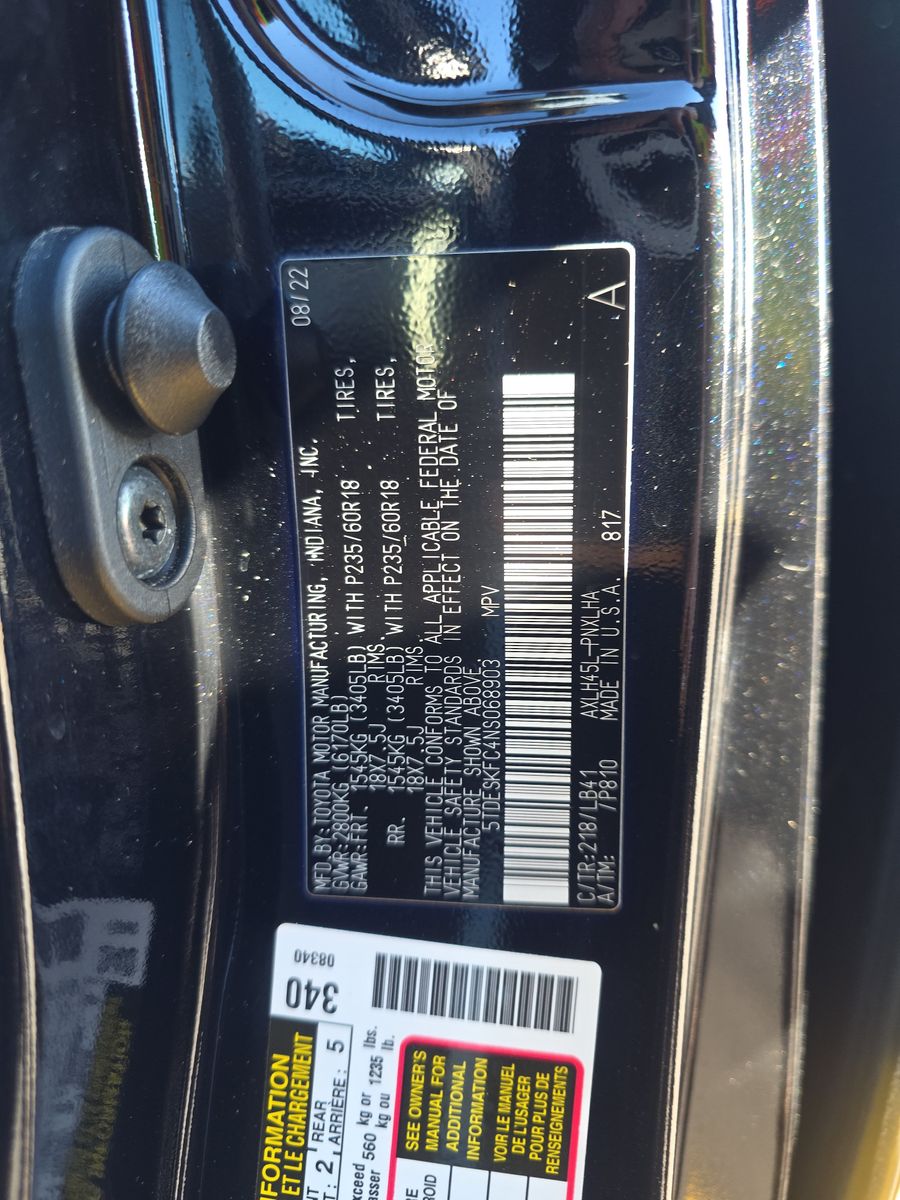 08/22
MFD.BY:TOYOTA MOTOR MANUFACTURING, INDIANA, INC.
GVWR:2800KG (6170LB)
GAWR:FRT. 1545KG (3405LB) WITH P235/60R18 TIRES,
18X7.5J RIMS
RR. 1545KG (3405LB) WITH P235/60R18 TIRES,
18X7.5J RIMS
THIS VEHICLE CONFORMS TO ALL APPLICABLE FEDERAL MOTOR
VEHICLE SAFETY STANDARDS IN EFFECT ON THE DATE OF
MANUFACTURE SHOWN ABOVE.
5TDESKFC4NS068903 MPV
C/TR:218/LB41 AXLH45L-PNXLHA
A/TM: /P810 MADE IN U.S.A. 817 A
340
08340
INFORMATION
ET LE CHARGEMENT
2 REAR
ARRIÈRE: 5
560 kg or 1235 lbs.
kg ou lb.
SEE OWNER'S
MANUAL FOR
ADDITIONAL
INFORMATION
VOIR LE MANUEL
DE L'USAGER
POUR PLUS DE
RENSEIGNEMENTS